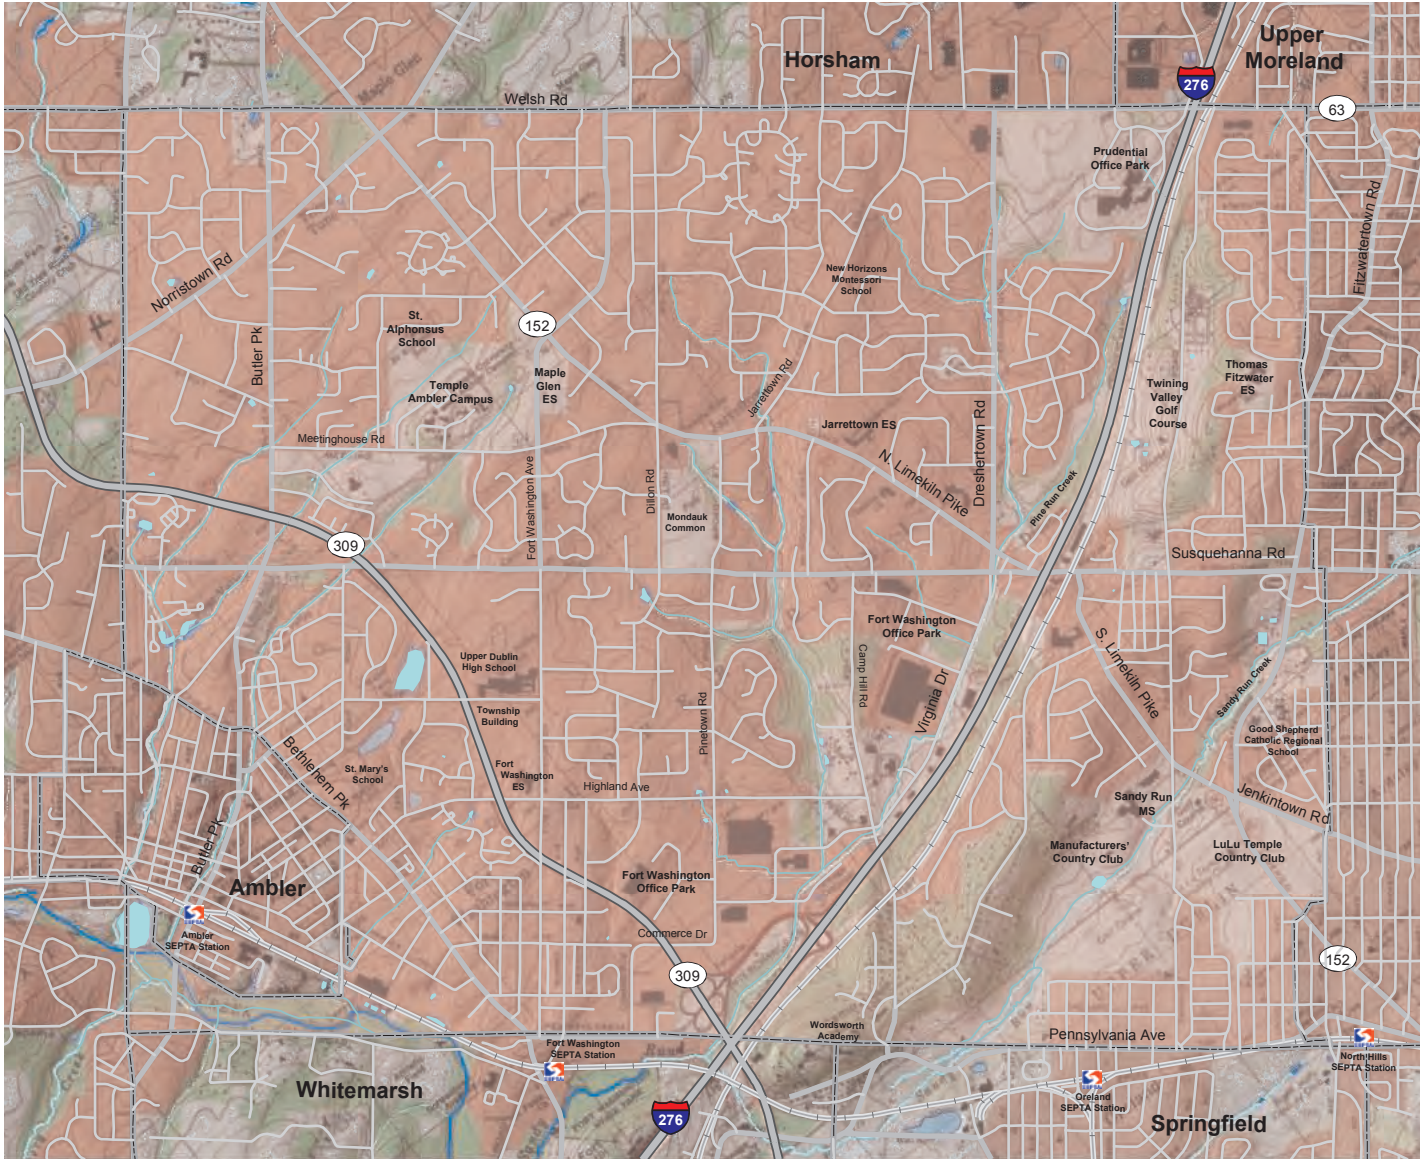 Horsham
Upper
Moreland
276
Welsh Rd
63
Maple Glen
Prudential
Office Park
Fitzwatertown Rd
Norristown Rd
New Horizons
Montessori
School
St.
Alphonsus
School
152
Butler Pk
Maple
Glen
ES
Temple
Ambler Campus
Jarrettown Rd
Thomas
Fitzwater
ES
Twining
Valley
Golf
Course
Jarrettown ES
Meetinghouse Rd
N. Limekiln Pike
Dreshertown Rd
Fort Washington Ave
Dillon Rd
Pine Run Creek
Mondauk
Common
309
Susquehanna Rd
Fort Washington
Office Park
Camp Hill Rd
S. Limekiln Pike
Upper Dublin
High School
Virginia Dr
Sandy Run Creek
Township
Building
Pinetown Rd
Good Shepherd
Catholic Regional
School
Bethlehem Pk
St. Mary's
School
Fort
Washington
ES
Highland Ave
Sandy Run
MS
Jenkintown Rd
Butler Pk
Manufacturers'
Country Club
LuLu Temple
Country Club
Ambler
Fort Washington
Office Park
SEPTA
Ambler
SEPTA Station
Commerce Dr
152
309
Wordsworth
Academy
Pennsylvania Ave
Fort Washington
SEPTA Station
SEPTA
North Hills
SEPTA Station
SEPTA
Oreland
SEPTA Station
Whitemarsh
276
Springfield